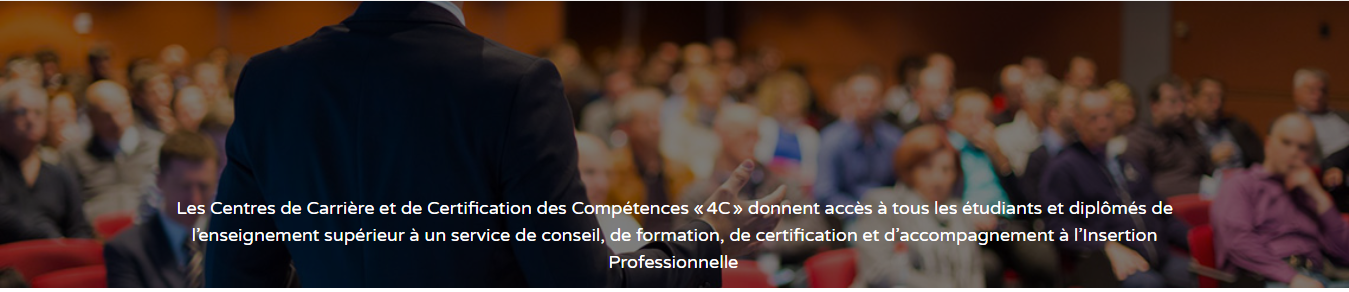 Les Centres de Carrière et de Certification des Compétences « 4C » donnent accès à tous les étudiants et diplômés de
l'enseignement supérieur à un service de conseil, de formation, de certification et d'accompagnement à l'Insertion
Professionnelle